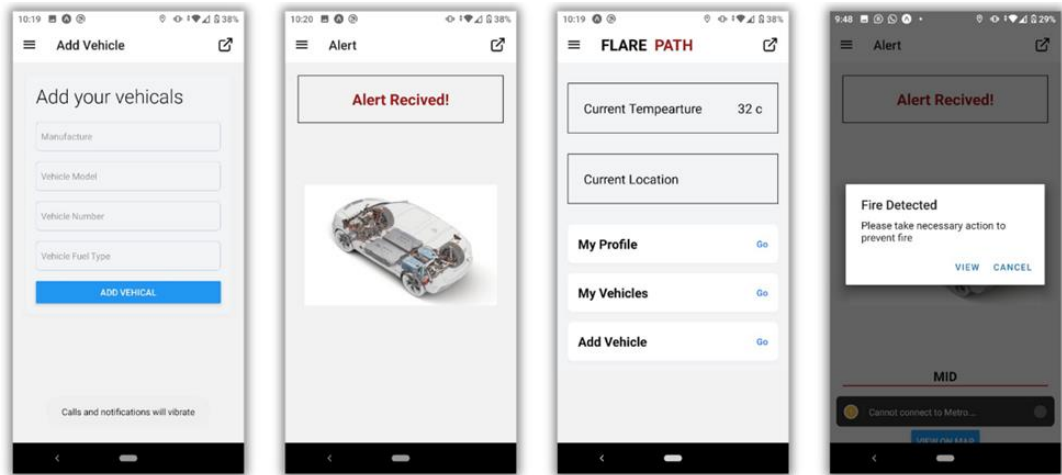 10:19
38%
Add Vehicle
Add your vehicals
Manufacture
Vehicle Model
Vehicle Number
Vehicle Fuel Type
ADD VEHICAL
Calls and notifications will vibrate
10:20
38%
Alert
Alert Recived!
10:19
38%
FLARE PATH
Current Tempearture 32 c
Current Location
My Profile Go
My Vehicles Go
Add Vehicle Go
9:48
29%
Alert
Alert Recived!
Fire Detected
Please take necessary action to
prevent fire
VIEW CANCEL
MID
Cannot connect to Metro...
VIEW ON MAP